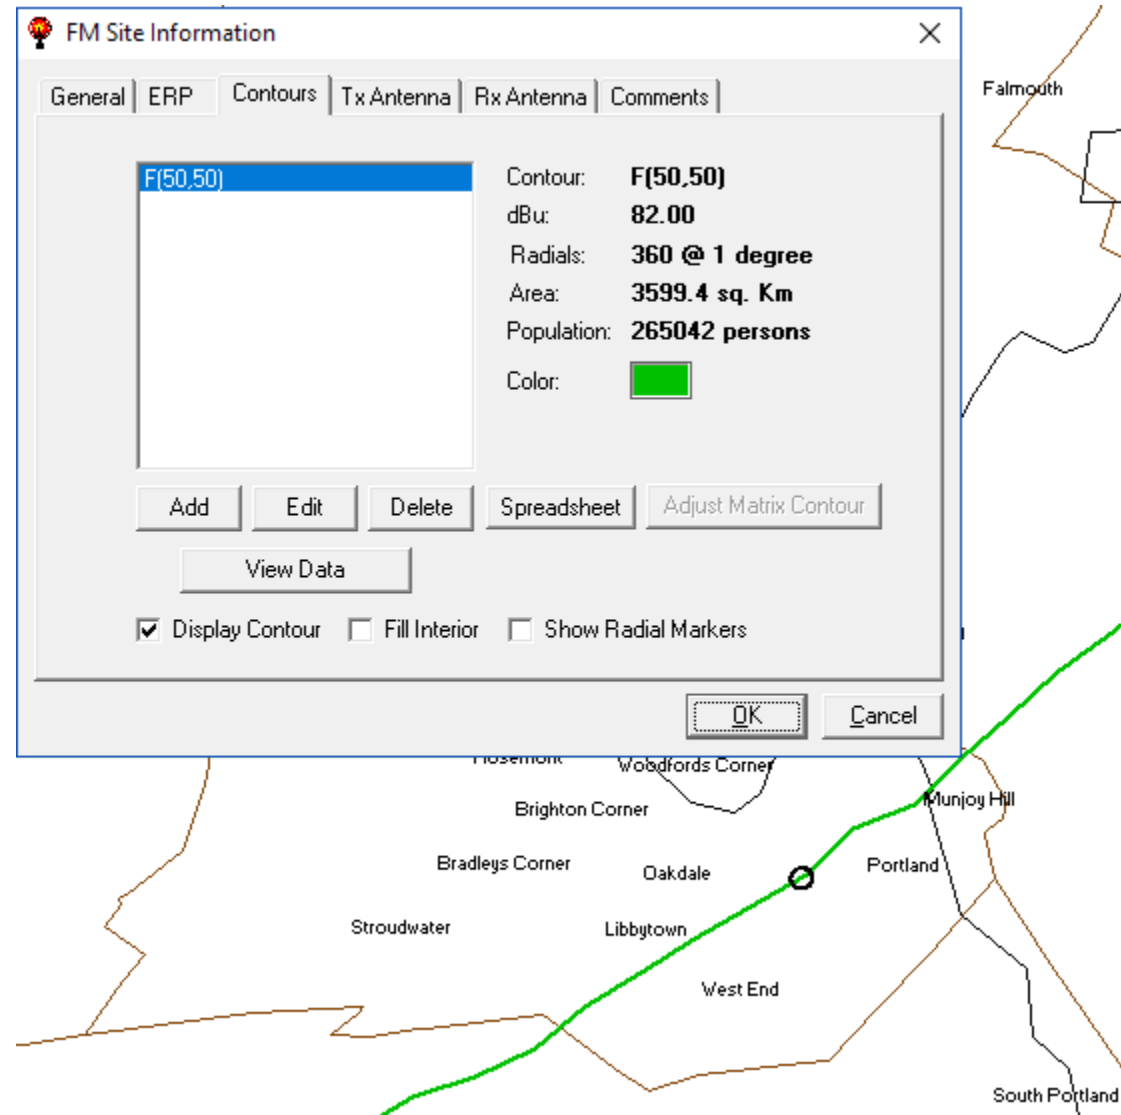 FM Site Information
General ERP Contours Tx Antenna Rx Antenna Comments
F(50,50)
Contour: F(50,50)
dBu: 82.00
Radials: 360 @ 1 degree
Area: 3599.4 sq. Km
Population: 265042 persons
Color:
Add Edit Delete Spreadsheet Adjust Matrix Contour
View Data
Display Contour Fill Interior Show Radial Markers
OK Cancel
Falmouth
Rosemont
Woodfords Corner
Brighton Corner
Munjoy Hill
Bradleys Corner
Oakdale
Portland
Stroudwater
Libbytown
West End
South Portland